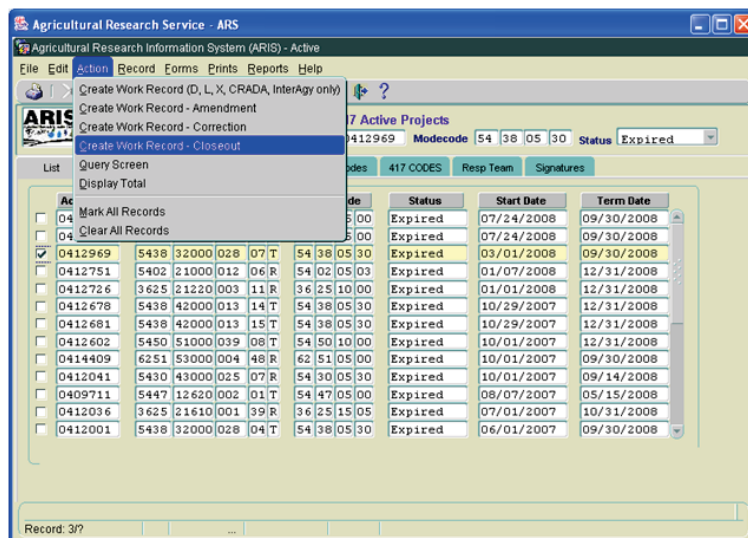 Agricultural Research Service - ARS
Agricultural Research Information System (ARIS) - Active
File Edit Action Record Forms Prints Reports Help
Create Work Record (D, L, X, CRADA, InterAgy only)
Create Work Record - Amendment
Create Work Record - Correction
Create Work Record - Closeout
Query Screen
Display Total
Mark All Records
Clear All Records
ARIS
Active Projects
Modecode 54 38 05 30 Status Expired
List 417 CODES Resp Team Signatures
Status Start Date Term Date
00 Expired 07/24/2008 09/30/2008
00 Expired 07/24/2008 09/30/2008
0412969 5438 32000 028 07 T 54 38 05 30 Expired 03/01/2008 09/30/2008
0412751 5402 21000 012 06 R 54 02 05 03 Expired 01/07/2008 12/31/2008
0412726 3625 21220 003 11 R 36 25 10 00 Expired 01/01/2008 12/31/2008
0412678 5438 42000 013 14 T 54 38 05 30 Expired 10/29/2007 12/31/2008
0412681 5438 42000 013 15 T 54 38 05 30 Expired 10/29/2007 12/31/2008
0412602 5450 51000 039 08 T 54 50 10 00 Expired 10/01/2007 12/31/2008
0414409 6251 53000 004 48 R 62 51 05 00 Expired 10/01/2007 09/30/2008
0412041 5430 43000 025 07 R 54 30 05 30 Expired 10/01/2007 09/14/2008
0409711 5447 12620 002 01 T 54 47 05 00 Expired 08/07/2007 05/15/2008
0412036 3625 21610 001 39 R 36 25 15 05 Expired 07/01/2007 10/31/2008
0412001 5438 32000 028 04 T 54 38 05 30 Expired 06/01/2007 09/30/2008
Record: 3/? ...